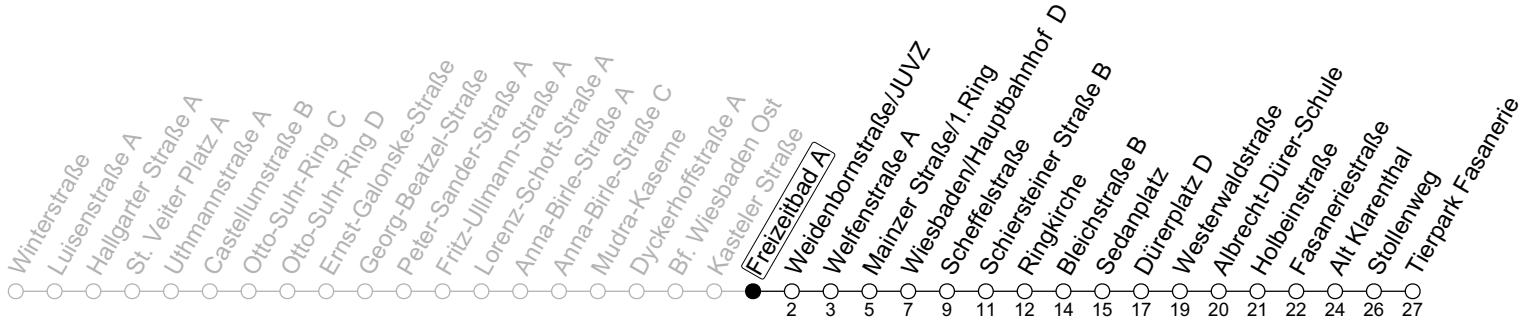 Winterstraße
Luisenstraße A
Hallgarter Straße A
St. Veiter Platz A
Uthmannstraße A
Castellumstraße B
Otto-Suhr-Ring C
Otto-Suhr-Ring D
Ernst-Galonske-Straße
Georg-Beatzel-Straße
Peter-Sander-Straße A
Fritz-Ullmann-Straße A
Lorenz-Schott-Straße A
Anna-Birle-Straße A
Anna-Birle-Straße C
Mudra-Kaserne
Dyckerhoffstraße A
Bf. Wiesbaden Ost
Kasteler Straße
Freizeitbad A
Weidenbornstraße/JUVZ
Welfenstraße A
Mainzer Straße/1.Ring
Wiesbaden/Hauptbahnhof D
Scheffelstraße
Schiersteiner Straße B
Ringkirche
Bleichstraße B
Sedanplatz
Dürerplatz D
Westerwaldstraße
Albrecht-Dürer-Schule
Holbeinstraße
Fasaneriestraße
Alt Klarenthal
Stollenweg
Tierpark Fasanerie
2 3 5 7 9 11 12 14 15 17 19 20 21 22 24 26 27